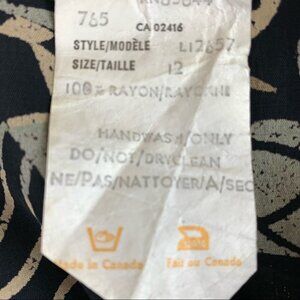 765
CA 02416
STYLE/MODÈLE L12657
SIZE/TAILLE 12
100% RAYON/RAYONNE
HANDWASH/ONLY
DO/NOT/DRYCLEAN
NE/PAS/NATTOYER/A/SEC
Made in Canada Fait au Canada